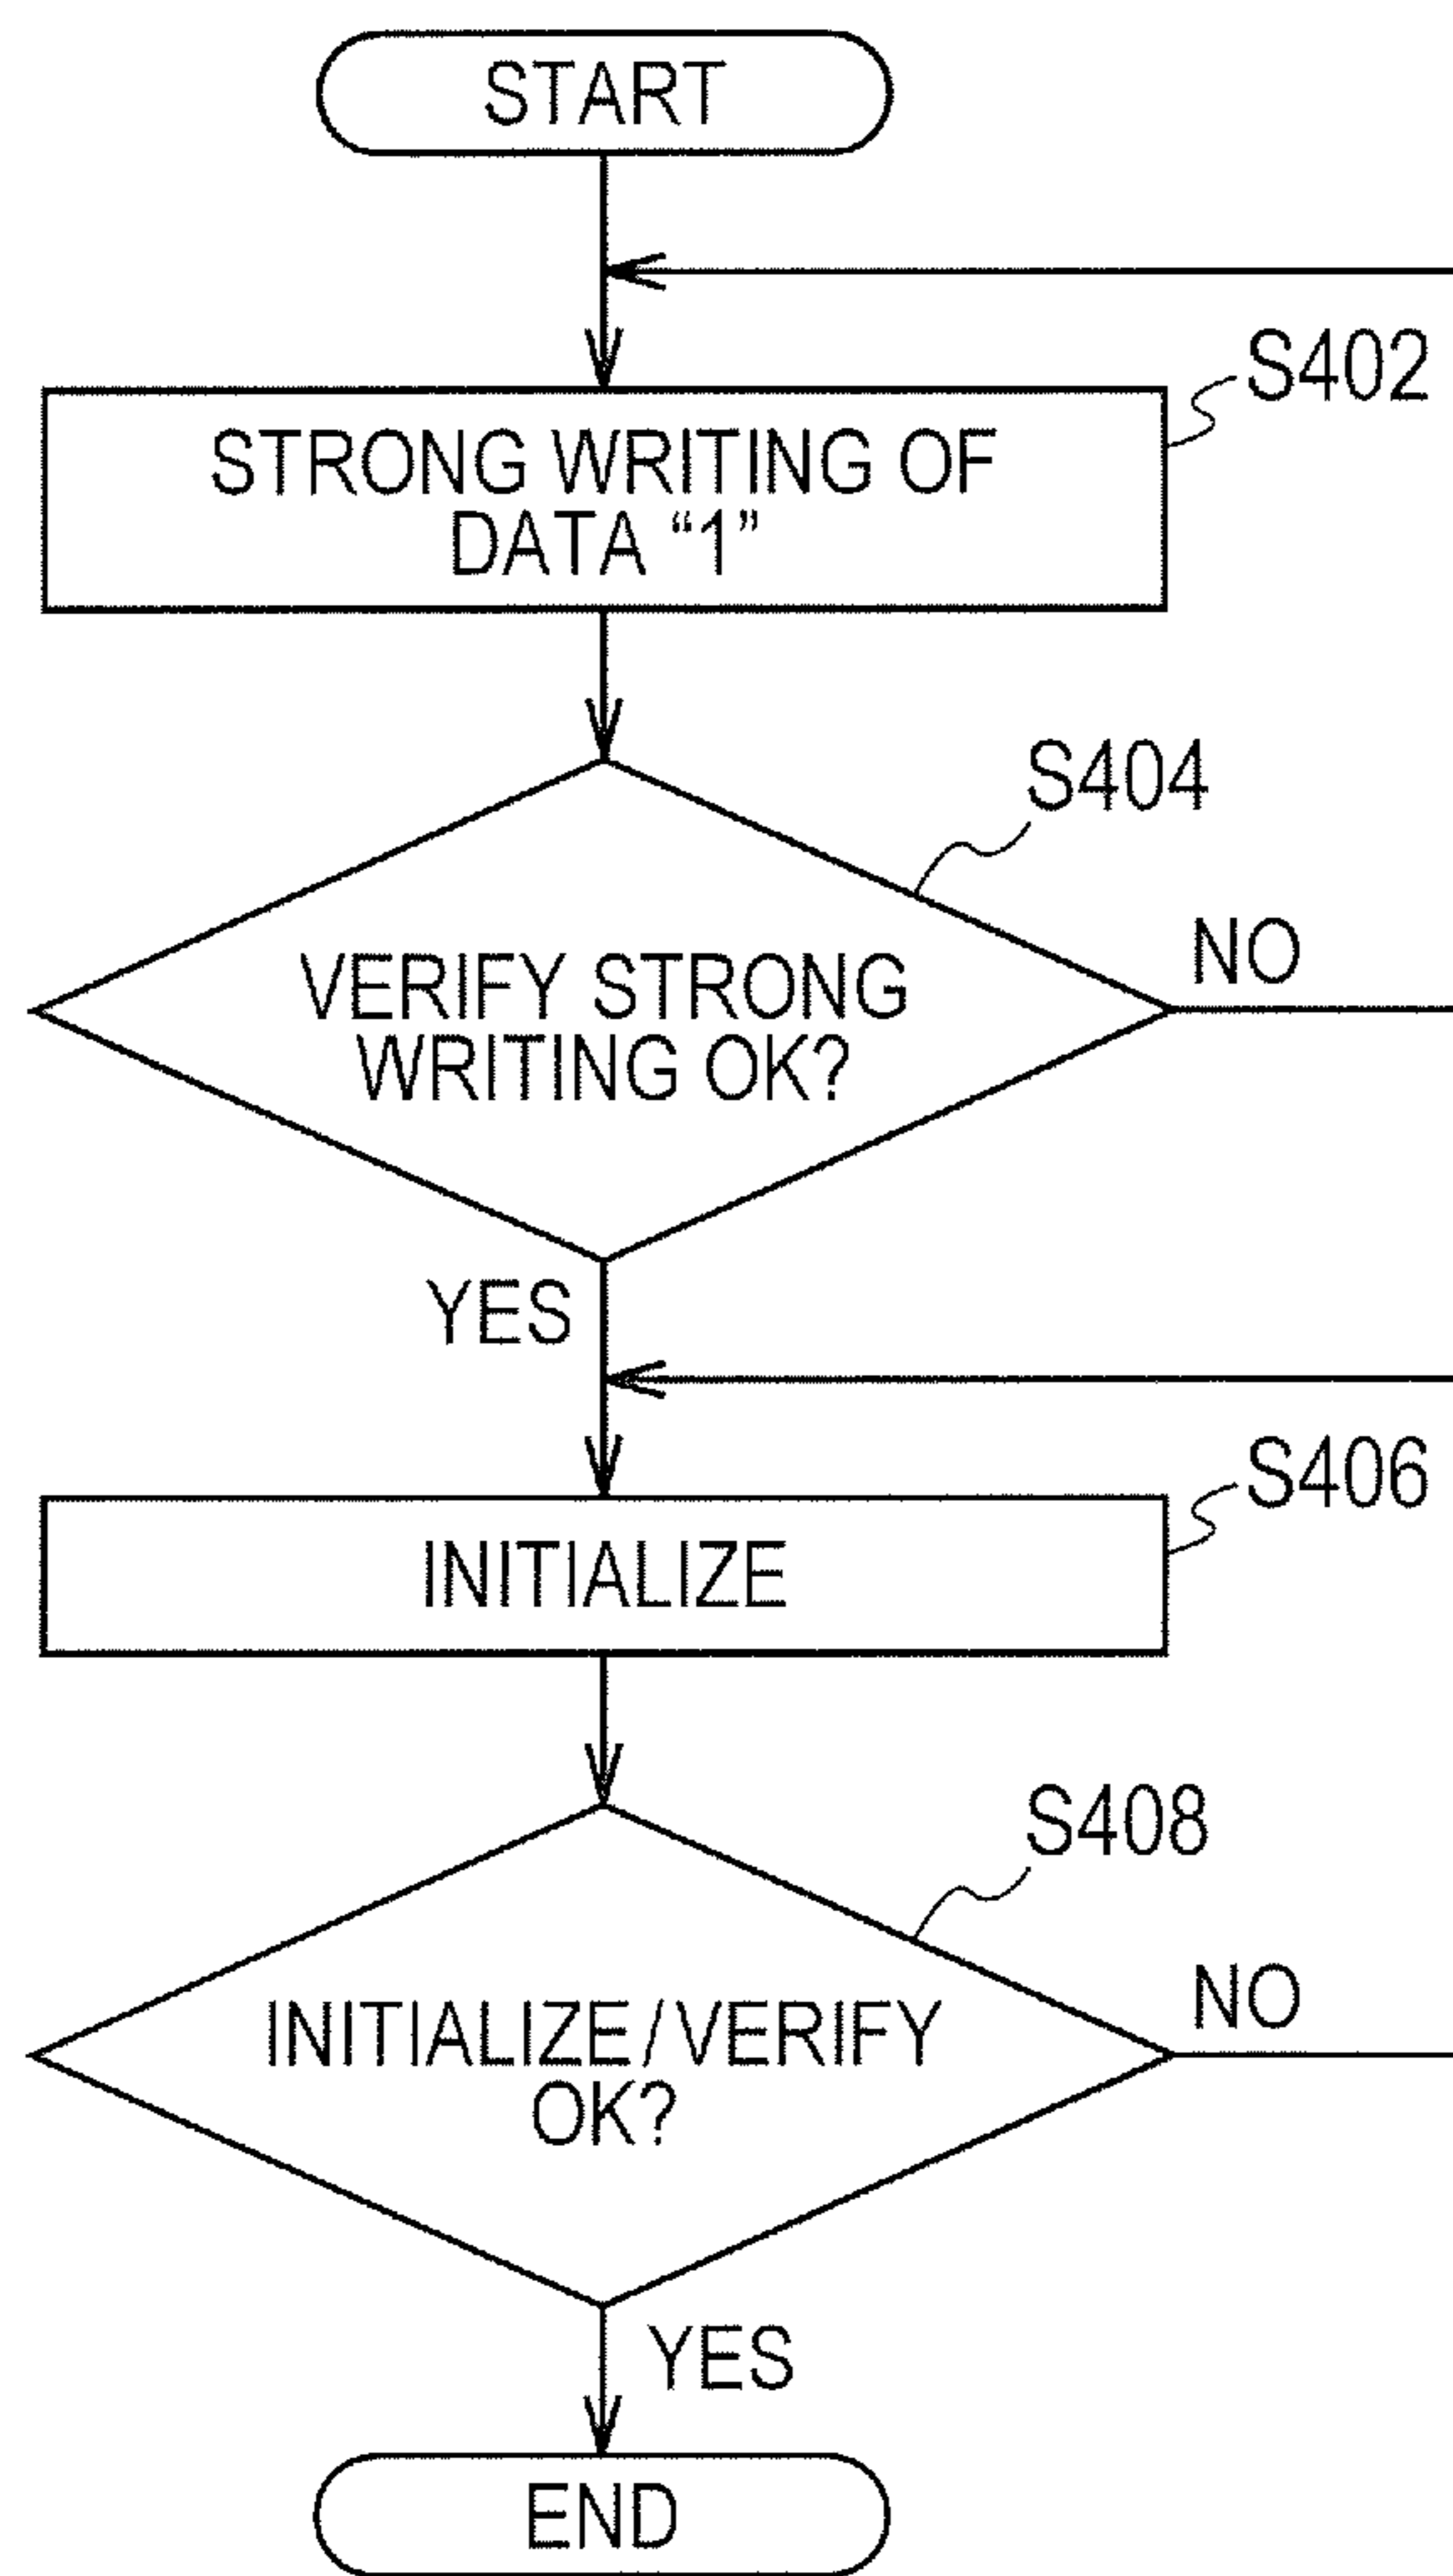 START
S402
STRONG WRITING OF
DATA “1”
S404
VERIFY STRONG
WRITING OK?
NO
YES
S406
INITIALIZE
S408
INITIALIZE/VERIFY
OK?
NO
YES
END